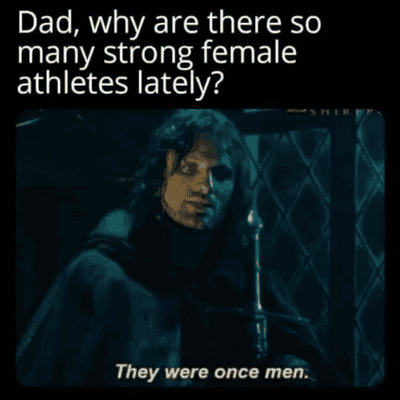 Dad, why are there so
many strong female
athletes lately?
They were once men.